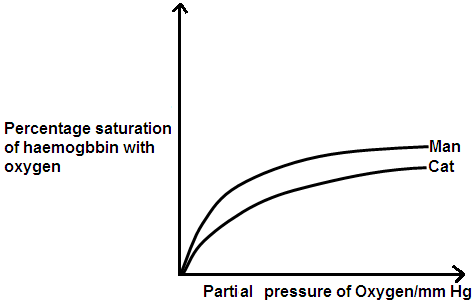 Percentage saturation
of haemogbbin with
oxygen
Man
Cat
Partial pressure of Oxygen/mm Hg